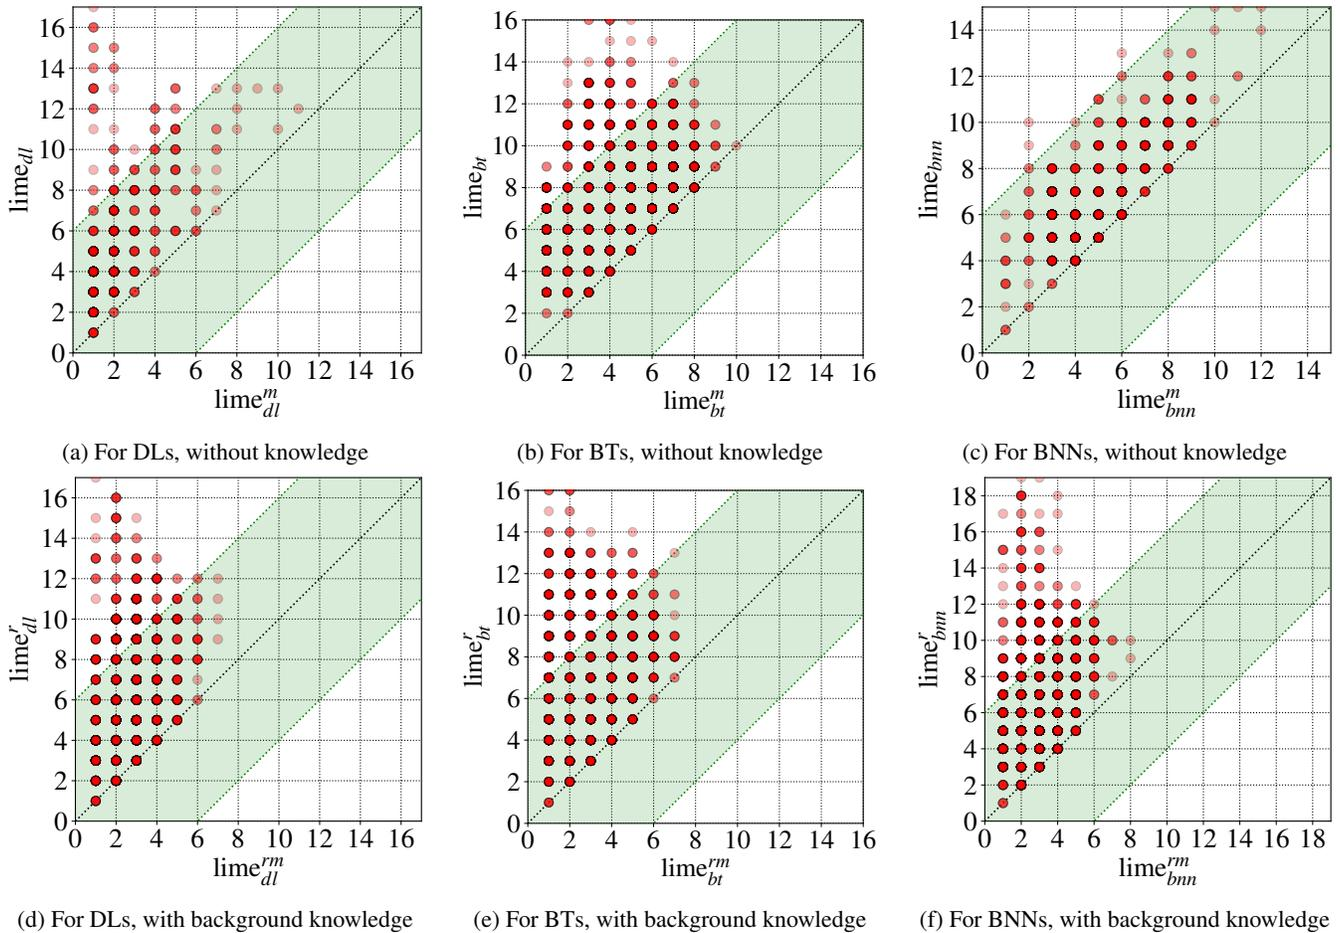 16
14
12
10
8
6
4
2
0
lime_dl
0 2 4 6 8 10 12 14 16
lime^m_dl
(a) For DLs, without knowledge
16
14
12
10
8
6
4
2
0
lime_bt
0 2 4 6 8 10 12 14 16
lime^m_bt
(b) For BTs, without knowledge
14
12
10
8
6
4
2
0
lime_bnn
0 2 4 6 8 10 12 14
lime^m_bnn
(c) For BNNs, without knowledge
16
14
12
10
8
6
4
2
0
lime^r_dl
0 2 4 6 8 10 12 14 16
lime^rm_dl
(d) For DLs, with background knowledge
16
14
12
10
8
6
4
2
0
lime^r_bt
0 2 4 6 8 10 12 14 16
lime^rm_bt
(e) For BTs, with background knowledge
18
16
14
12
10
8
6
4
2
0
lime^r_bnn
0 2 4 6 8 10 12 14 16 18
lime^rm_bnn
(f) For BNNs, with background knowledge